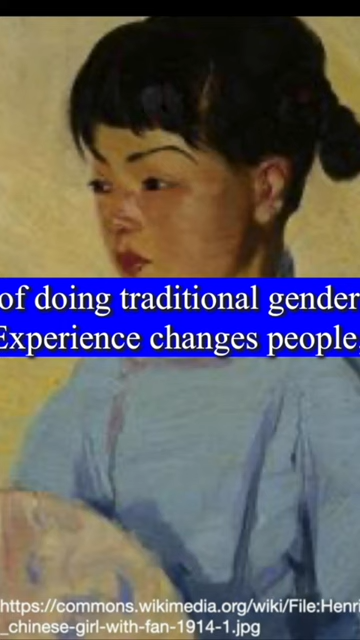 of doing traditional gender
Experience changes people.
https://commons.wikimedia.org/wiki/File:Henri
_chinese-girl-with-fan-1914-1.jpg